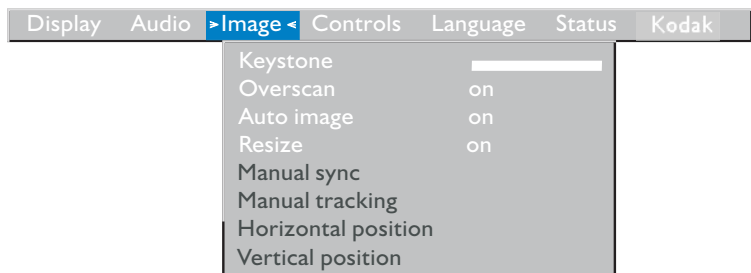 Display Audio >Image< Controls Language Status Kodak
Keystone
Overscan on
Auto image on
Resize on
Manual sync
Manual tracking
Horizontal position
Vertical position